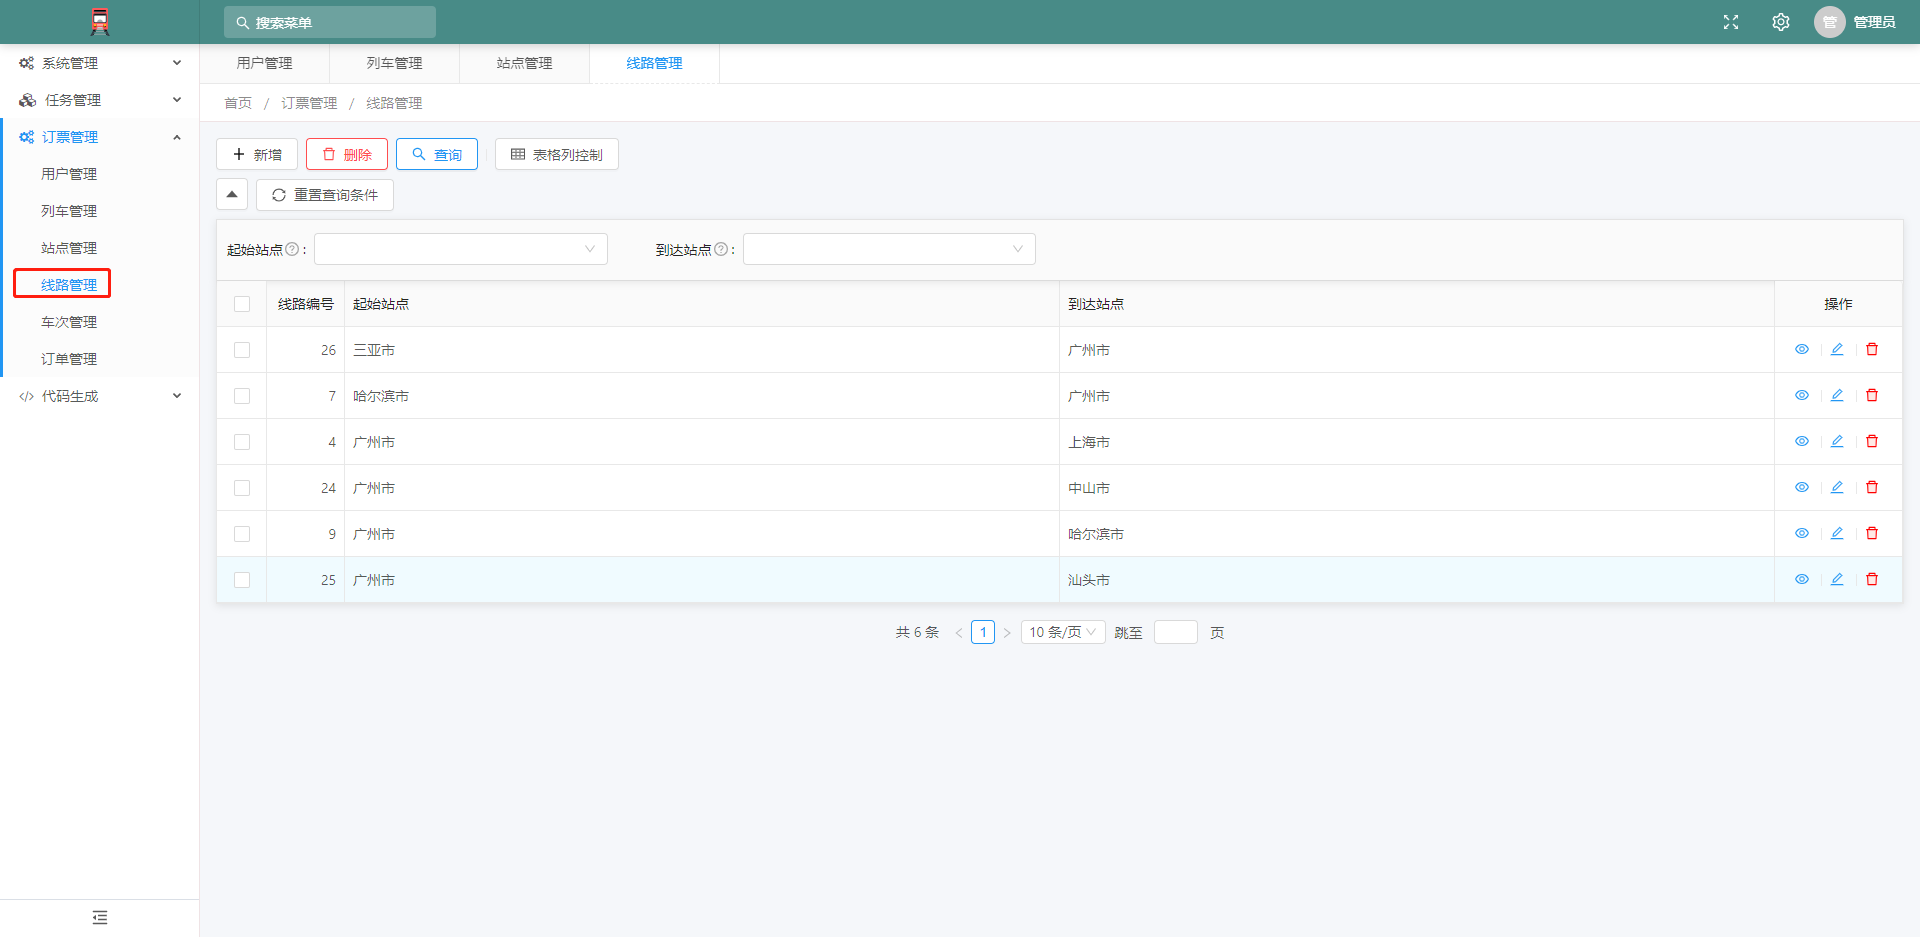 搜索菜单
管 管理员
系统管理
任务管理
订票管理
用户管理
列车管理
站点管理
线路管理
车次管理
订单管理
代码生成
用户管理 列车管理 站点管理 线路管理
首页 / 订票管理 / 线路管理
新增 删除 查询 表格列控制
重置查询条件
起始站点 : 到达站点 :
线路编号 起始站点 到达站点 操作
26 三亚市 广州市
7 哈尔滨市 广州市
4 广州市 上海市
24 广州市 中山市
9 广州市 哈尔滨市
25 广州市 汕头市
共 6 条 < 1 > 10 条/页 跳至 页